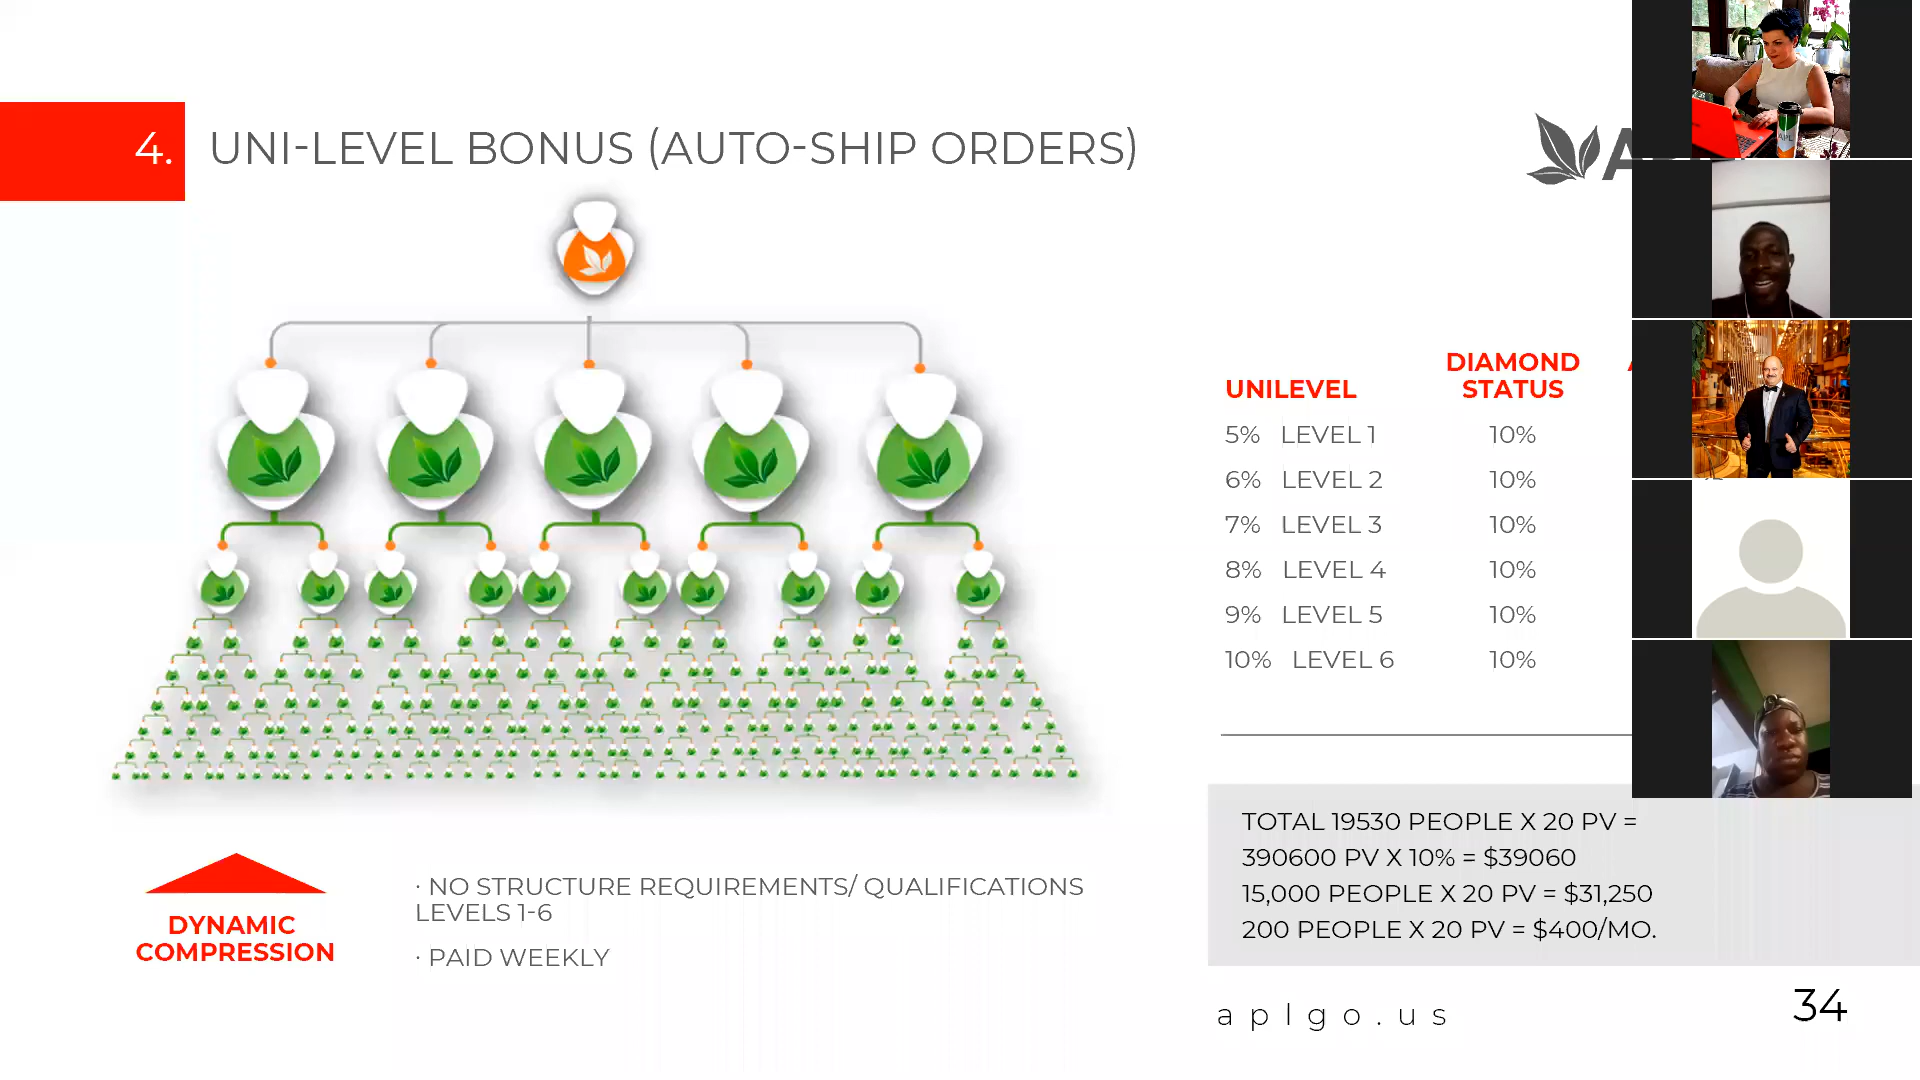 4. UNI-LEVEL BONUS (AUTO-SHIP ORDERS)
UNILEVEL
DIAMOND
STATUS
5% LEVEL 1 10%
6% LEVEL 2 10%
7% LEVEL 3 10%
8% LEVEL 4 10%
9% LEVEL 5 10%
10% LEVEL 6 10%
TOTAL 19530 PEOPLE X 20 PV =
390600 PV X 10% = $39060
15,000 PEOPLE X 20 PV = $31,250
200 PEOPLE X 20 PV = $400/MO.
DYNAMIC
COMPRESSION
· NO STRUCTURE REQUIREMENTS/ QUALIFICATIONS
LEVELS 1-6
· PAID WEEKLY
aplgo.us
34